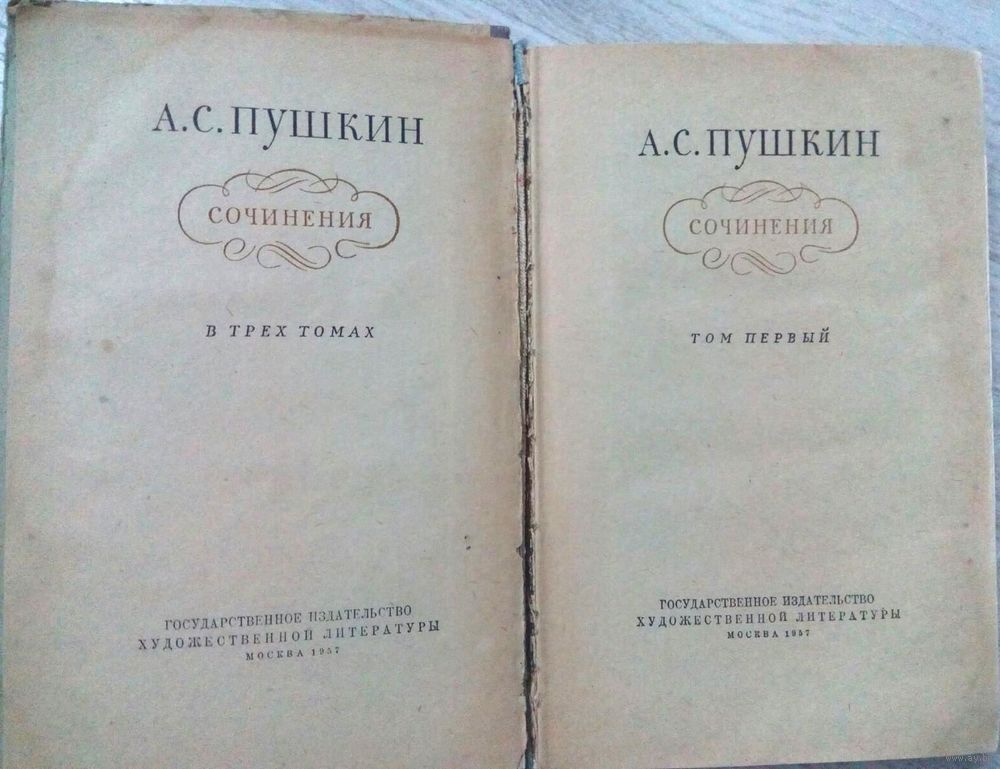 А.С.ПУШКИН
СОЧИНЕНИЯ
В ТРЕХ ТОМАХ
ГОСУДАРСТВЕННОЕ ИЗДАТЕЛЬСТВО
ХУДОЖЕСТВЕННОЙ ЛИТЕРАТУРЫ
МОСКВА 1957
А.С.ПУШКИН
СОЧИНЕНИЯ
ТОМ ПЕРВЫЙ
ГОСУДАРСТВЕННОЕ ИЗДАТЕЛЬСТВО
ХУДОЖЕСТВЕННОЙ ЛИТЕРАТУРЫ
МОСКВА 1957